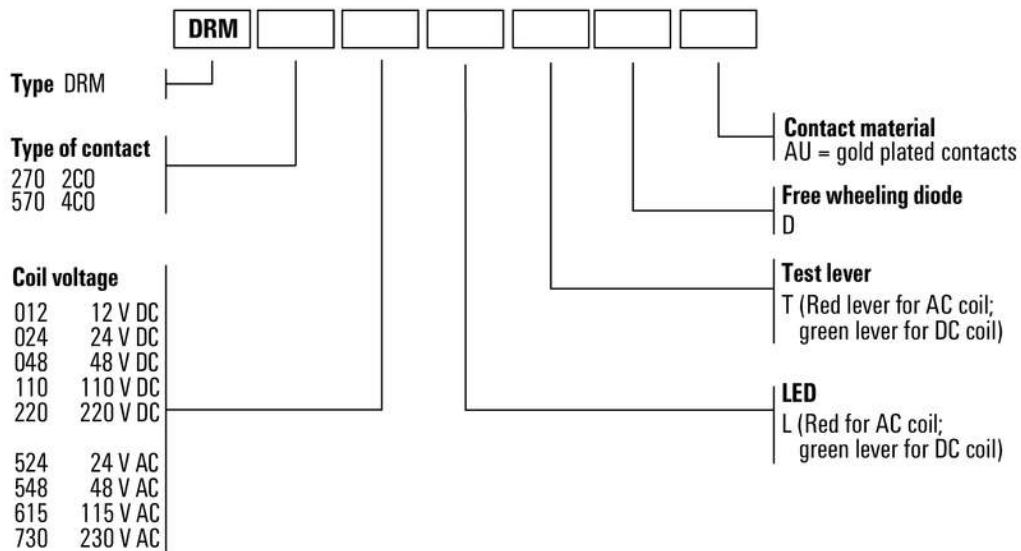 DRM
Type DRM
Type of contact
270 2CO
570 4CO
Coil voltage
012 12 V DC
024 24 V DC
048 48 V DC
110 110 V DC
220 220 V DC
524 24 V AC
548 48 V AC
615 115 V AC
730 230 V AC
Contact material
AU = gold plated contacts
Free wheeling diode
D
Test lever
T (Red lever for AC coil;
green lever for DC coil)
LED
L (Red for AC coil;
green lever for DC coil)